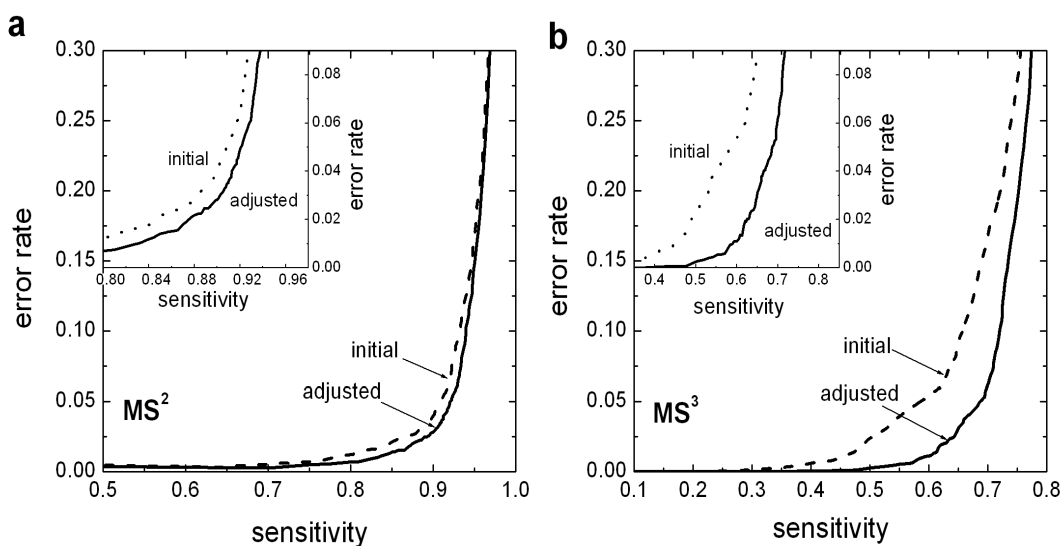 a
0.30
0.25
0.20
0.15
0.10
0.05
0.00
error rate
0.5 0.6 0.7 0.8 0.9 1.0
sensitivity
MS²
initial
adjusted
0.08
0.06
0.04
0.02
0.00
error rate
0.80 0.84 0.88 0.92 0.96
sensitivity
initial
adjusted
b
0.30
0.25
0.20
0.15
0.10
0.05
0.00
error rate
0.1 0.2 0.3 0.4 0.5 0.6 0.7 0.8
sensitivity
MS³
initial
adjusted
0.08
0.06
0.04
0.02
0.00
error rate
0.4 0.5 0.6 0.7 0.8
sensitivity
initial
adjusted